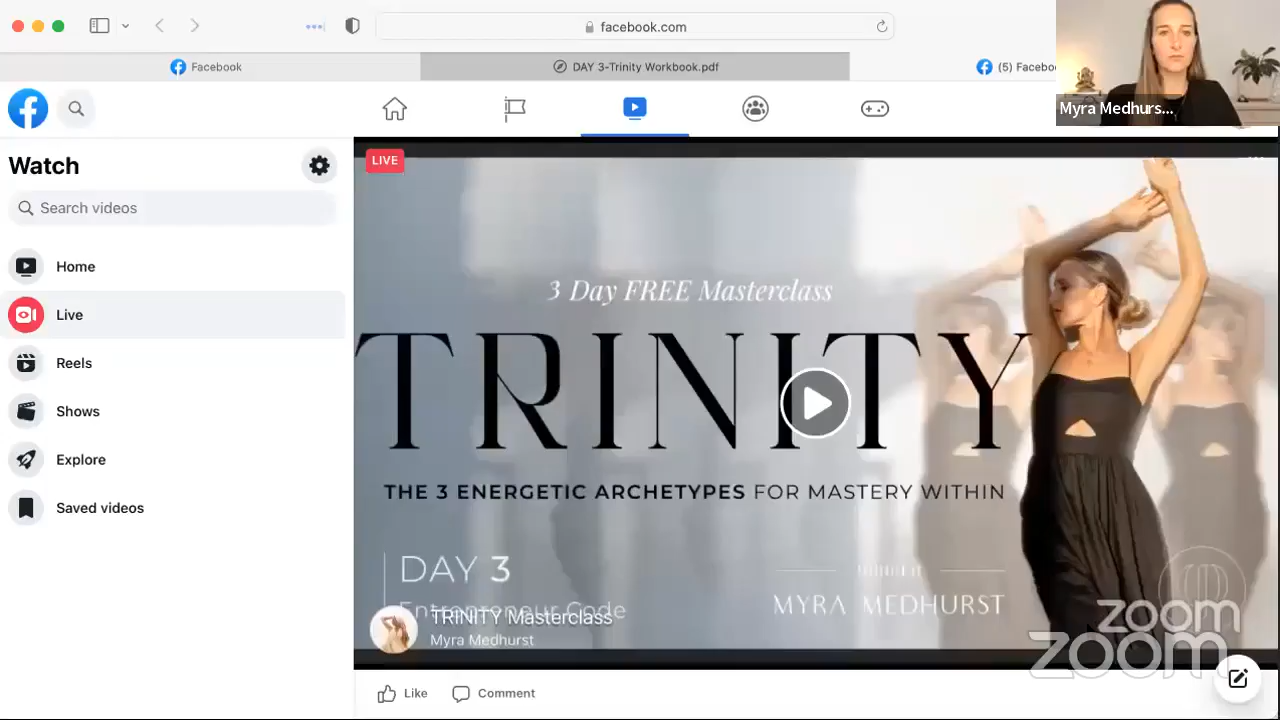 facebook.com
Facebook
DAY 3-Trinity Workbook.pdf
(5) Facebo
Myra Medhurs...
Watch
LIVE
Search videos
Home
Live
Reels
Shows
Explore
Saved videos
3 Day FREE Masterclass
TRINITY
THE 3 ENERGETIC ARCHETYPES FOR MASTERY WITHIN
DAY 3
Entrepreneur Code
MYRA MEDHURST
TRINITY Masterclass
Myra Medhurst
zoom
zoom
Like
Comment